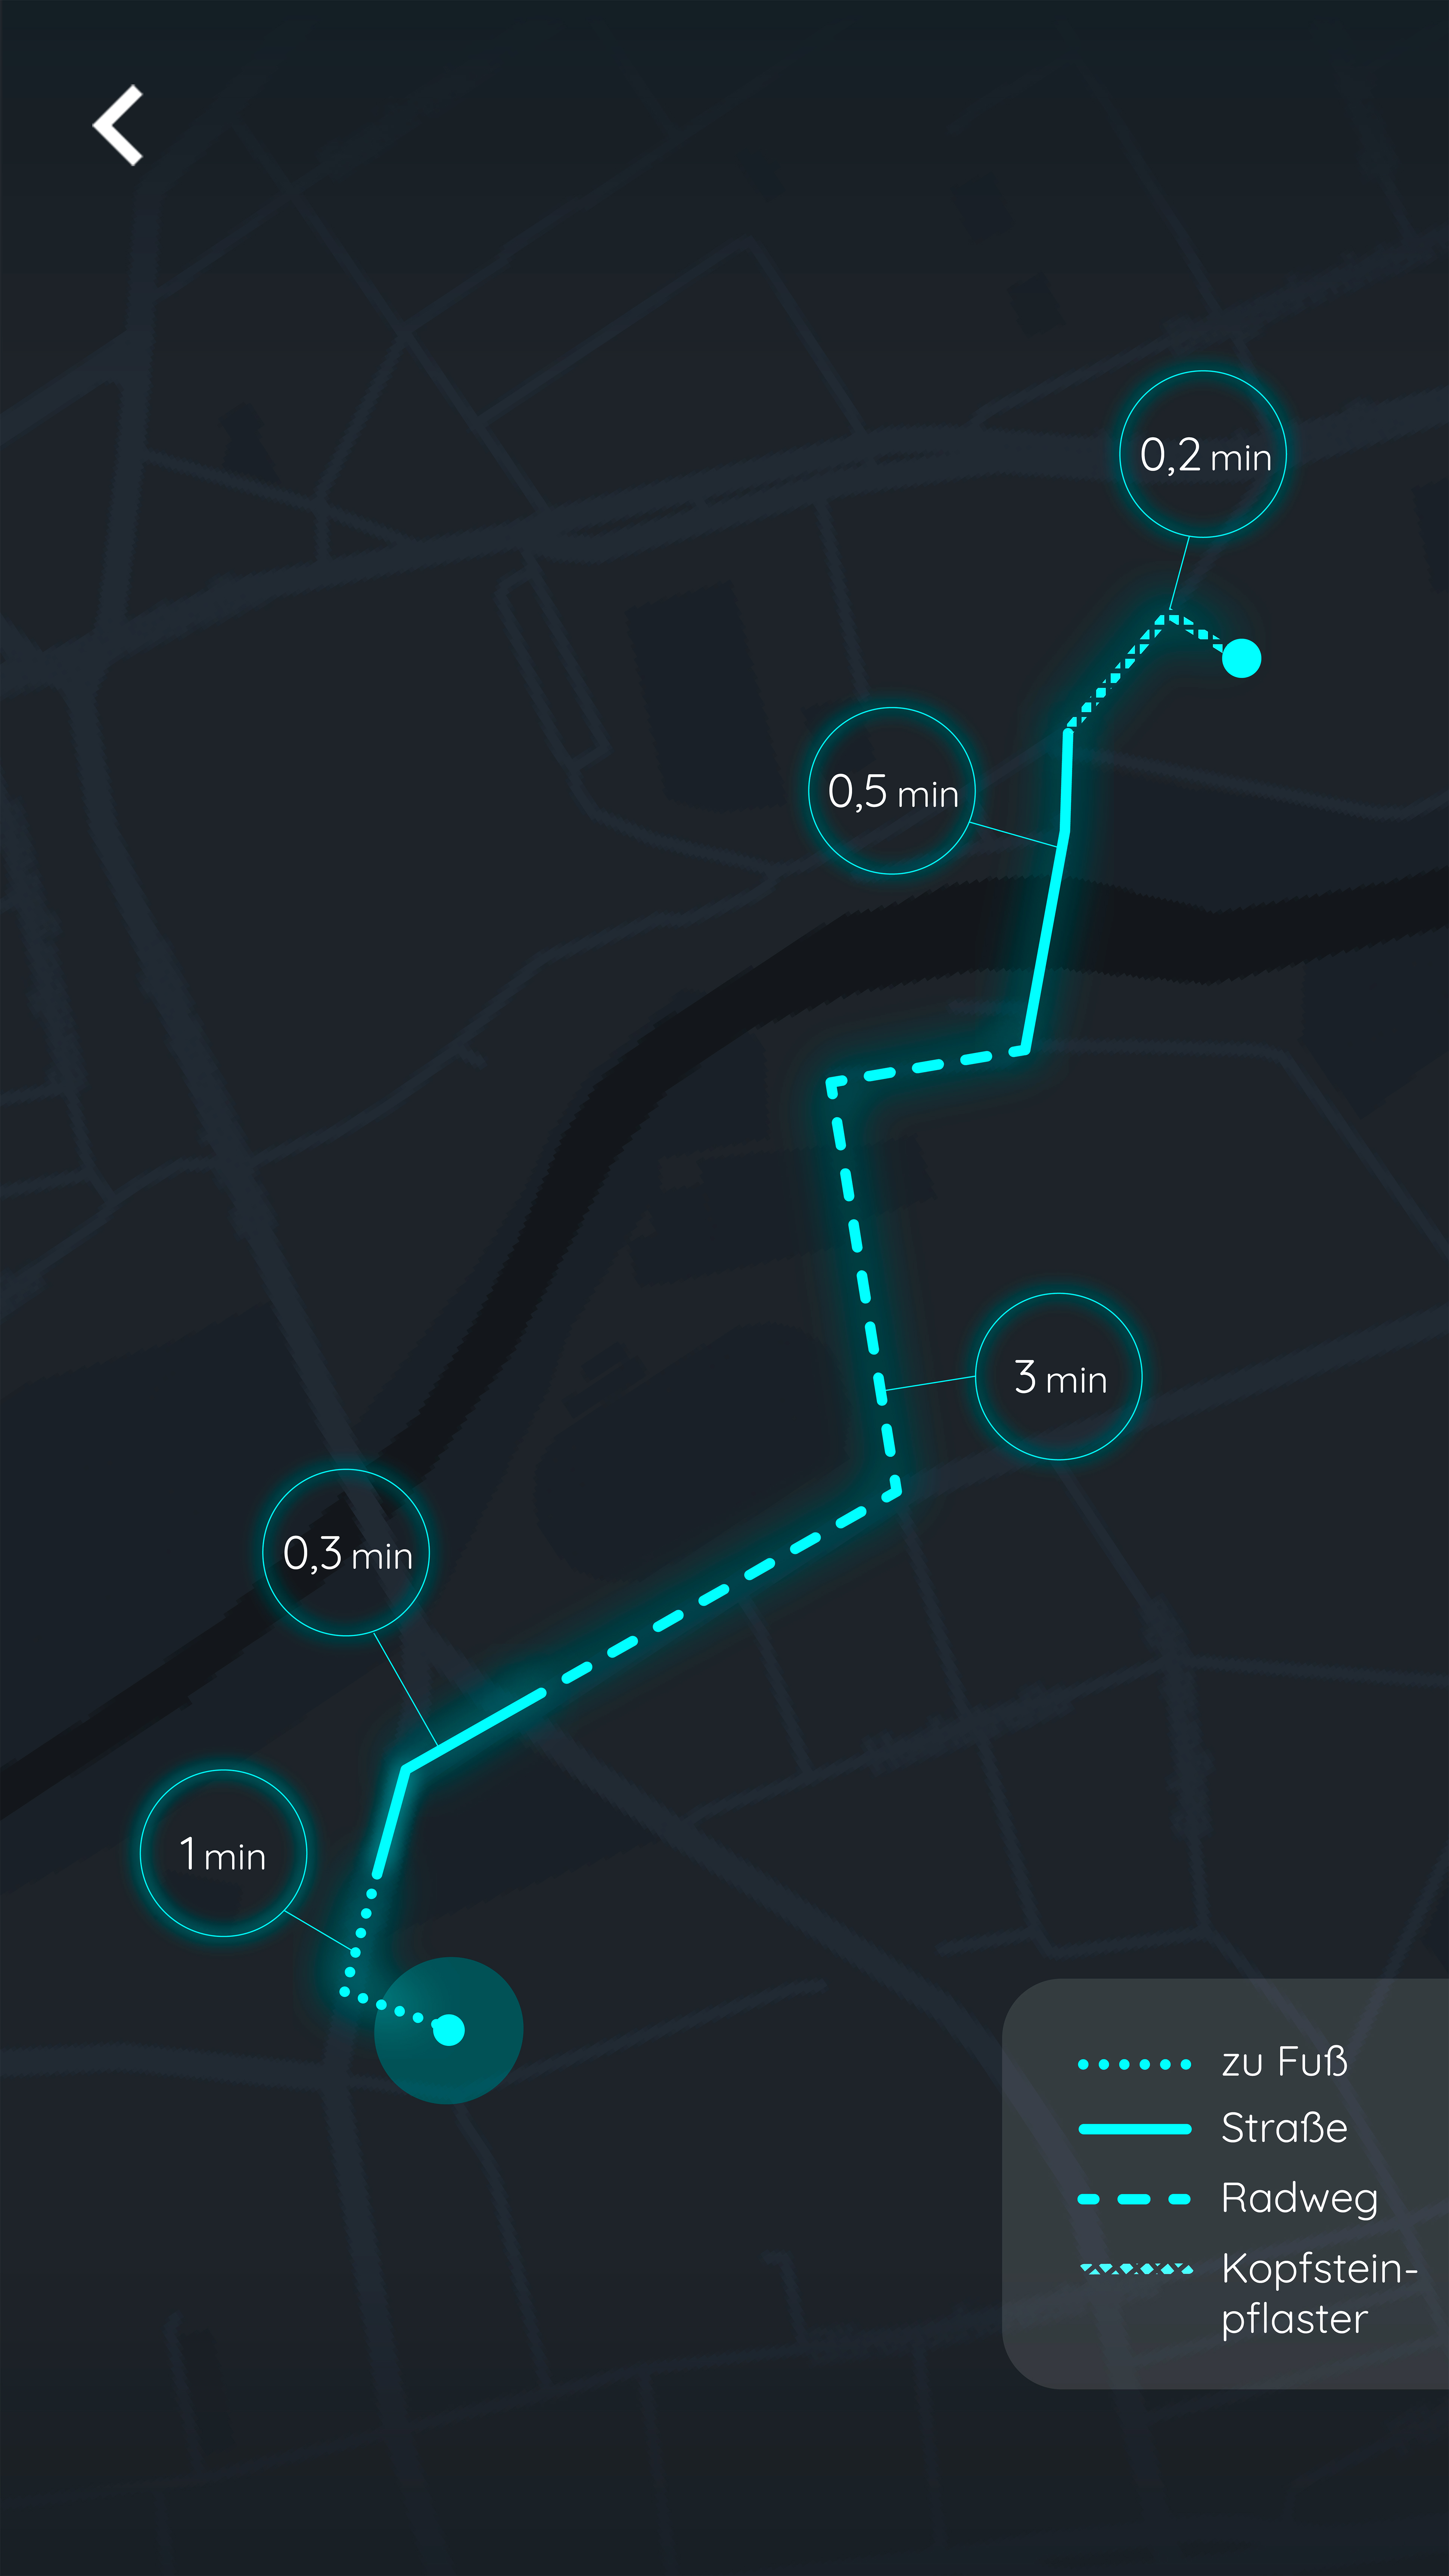 0,2 min
0,5 min
3 min
0,3 min
1 min
zu Fuß
Straße
Radweg
Kopfstein-
pflaster